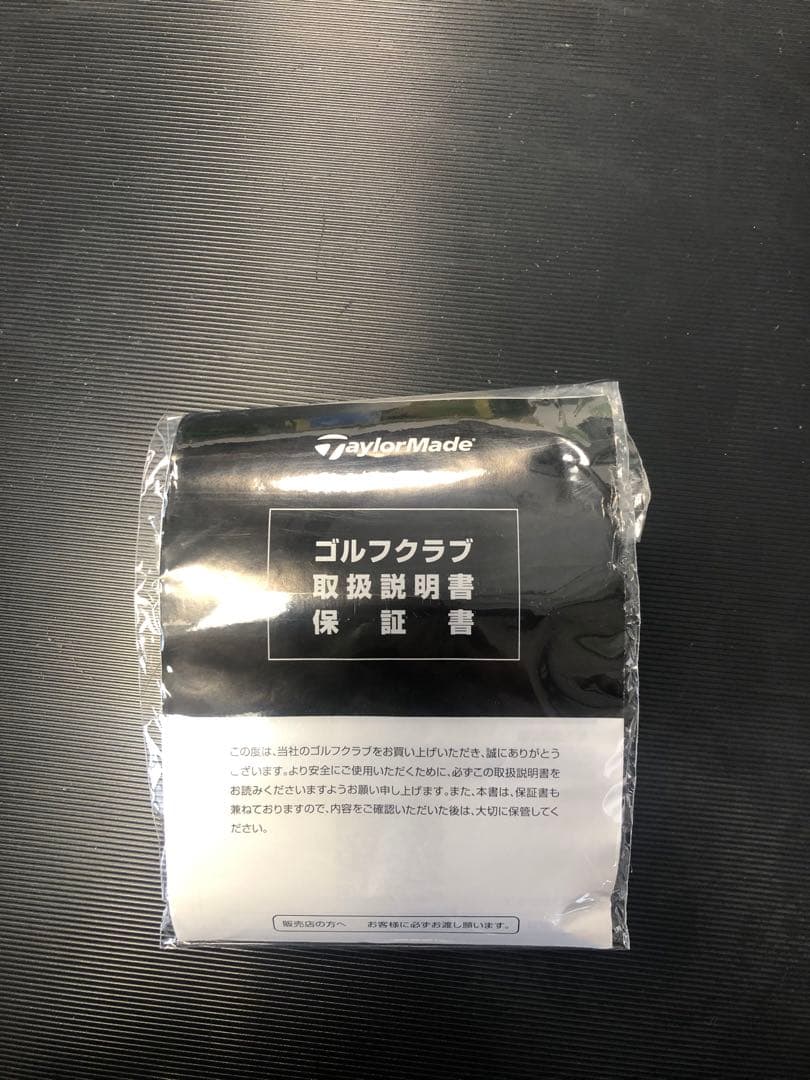 TaylorMade
ゴルフクラブ
取扱説明書
保証書
この度は、当社のゴルフクラブをお買い上げいただき、誠にありがとう
ございます。より安全にご使用いただくために、必ずこの取扱説明書を
お読みくださいますようお願い申し上げます。また、本書は、保証書も
兼ねておりますので、内容をご確認いただいた後は、大切に保管してく
ださい。
販売店の方へ お客様に必ずお渡し願います。